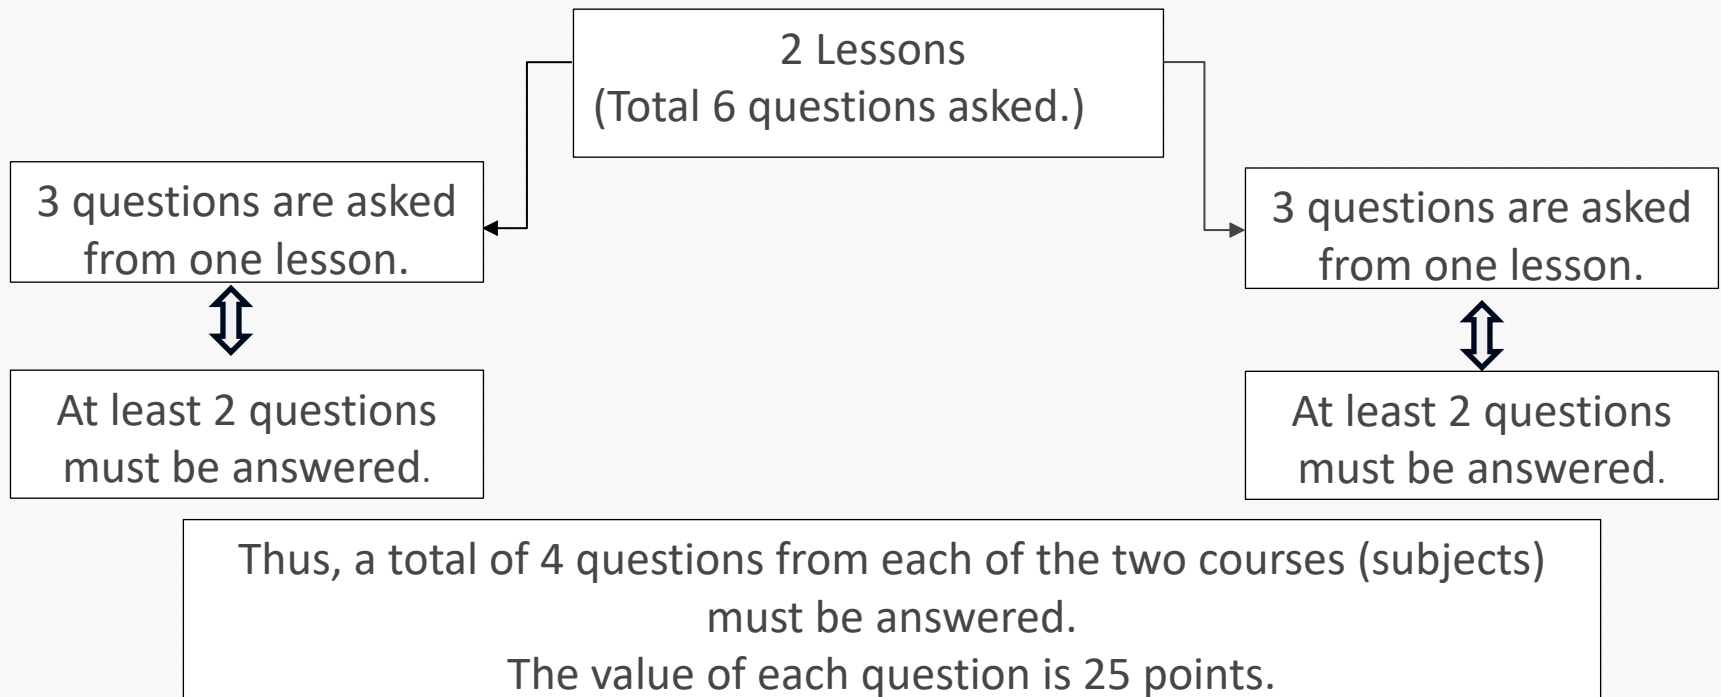 2 Lessons
(Total 6 questions asked.)
3 questions are asked
from one lesson.
3 questions are asked
from one lesson.
At least 2 questions
must be answered.
At least 2 questions
must be answered.
Thus, a total of 4 questions from each of the two courses (subjects)
must be answered.
The value of each question is 25 points.